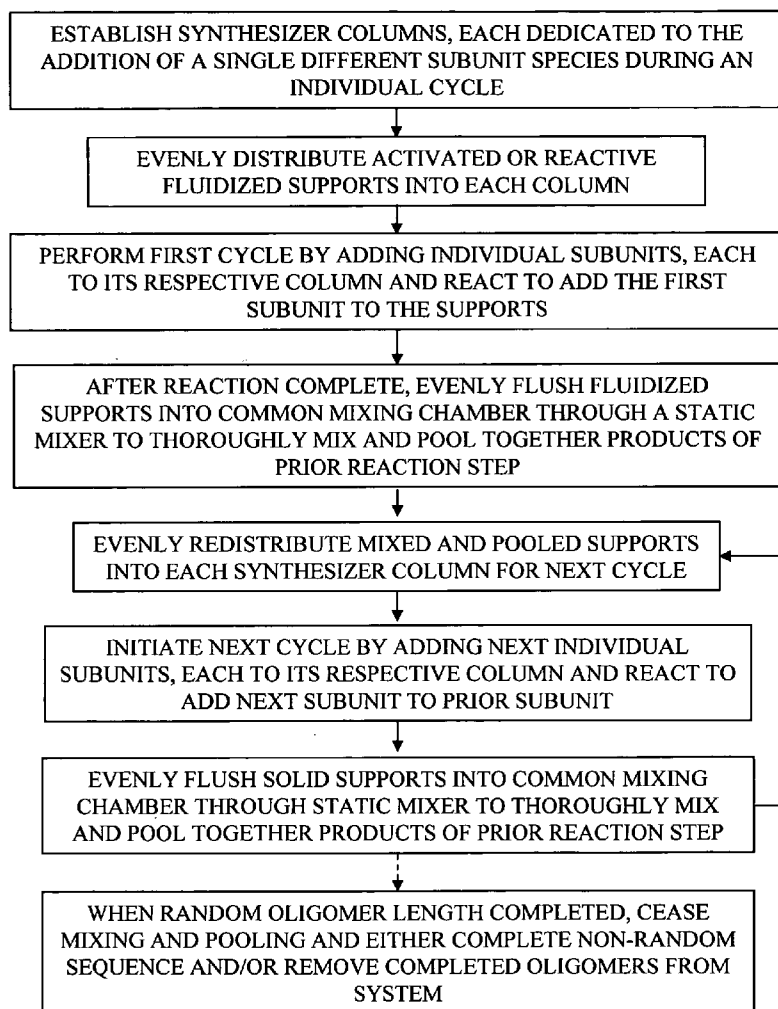 ESTABLISH SYNTHESIZER COLUMNS, EACH DEDICATED TO THE
ADDITION OF A SINGLE DIFFERENT SUBUNIT SPECIES DURING AN
INDIVIDUAL CYCLE
EVENLY DISTRIBUTE ACTIVATED OR REACTIVE
FLUIDIZED SUPPORTS INTO EACH COLUMN
PERFORM FIRST CYCLE BY ADDING INDIVIDUAL SUBUNITS, EACH
TO ITS RESPECTIVE COLUMN AND REACT TO ADD THE FIRST
SUBUNIT TO THE SUPPORTS
AFTER REACTION COMPLETE, EVENLY FLUSH FLUIDIZED
SUPPORTS INTO COMMON MIXING CHAMBER THROUGH A STATIC
MIXER TO THOROUGHLY MIX AND POOL TOGETHER PRODUCTS OF
PRIOR REACTION STEP
EVENLY REDISTRIBUTE MIXED AND POOLED SUPPORTS
INTO EACH SYNTHESIZER COLUMN FOR NEXT CYCLE
INITIATE NEXT CYCLE BY ADDING NEXT INDIVIDUAL
SUBUNITS, EACH TO ITS RESPECTIVE COLUMN AND REACT TO
ADD NEXT SUBUNIT TO PRIOR SUBUNIT
EVENLY FLUSH SOLID SUPPORTS INTO COMMON MIXING
CHAMBER THROUGH STATIC MIXER TO THOROUGHLY MIX
AND POOL TOGETHER PRODUCTS OF PRIOR REACTION STEP
WHEN RANDOM OLIGOMER LENGTH COMPLETED, CEASE
MIXING AND POOLING AND EITHER COMPLETE NON-RANDOM
SEQUENCE AND/OR REMOVE COMPLETED OLIGOMERS FROM
SYSTEM